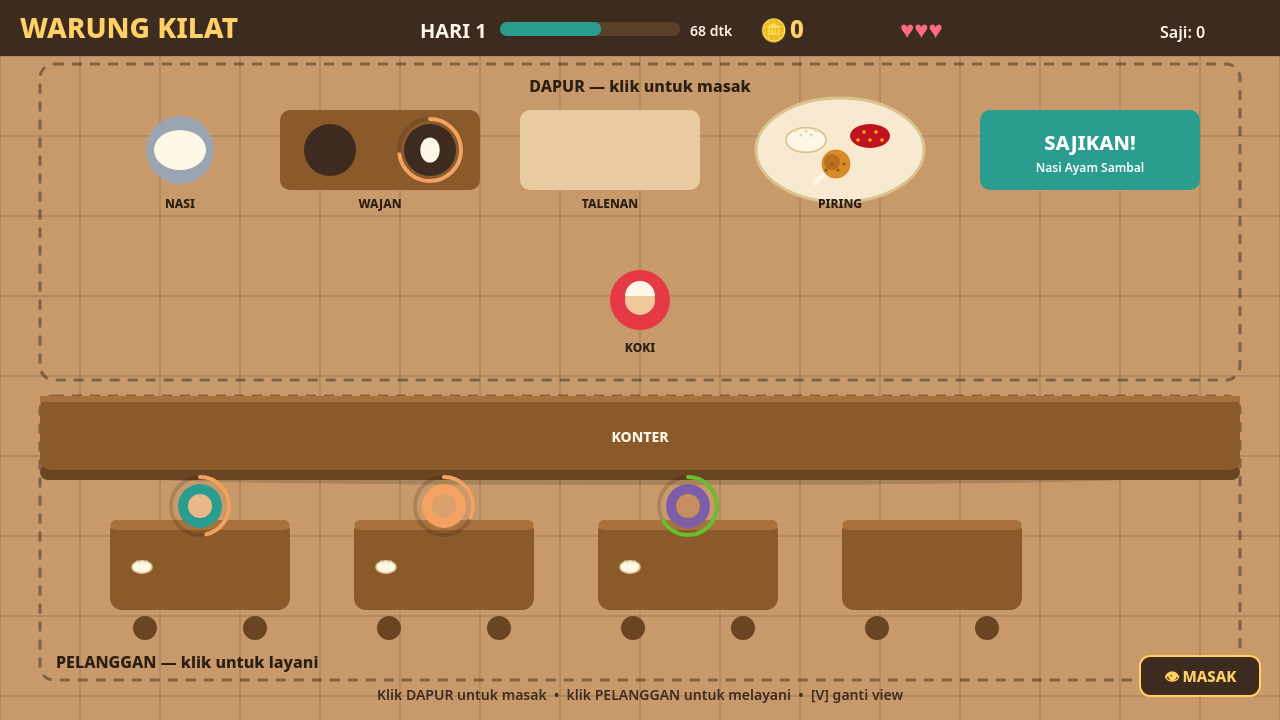 WARUNG KILAT
HARI 1
68 dtk
0
Saji: 0
DAPUR — klik untuk masak
SAJIKAN!
Nasi Ayam Sambal
NASI
WAJAN
TALENAN
PIRING
KOKI
KONTER
PELANGGAN — klik untuk layani
MASAK
Klik DAPUR untuk masak • klik PELANGGAN untuk melayani • [V] ganti view